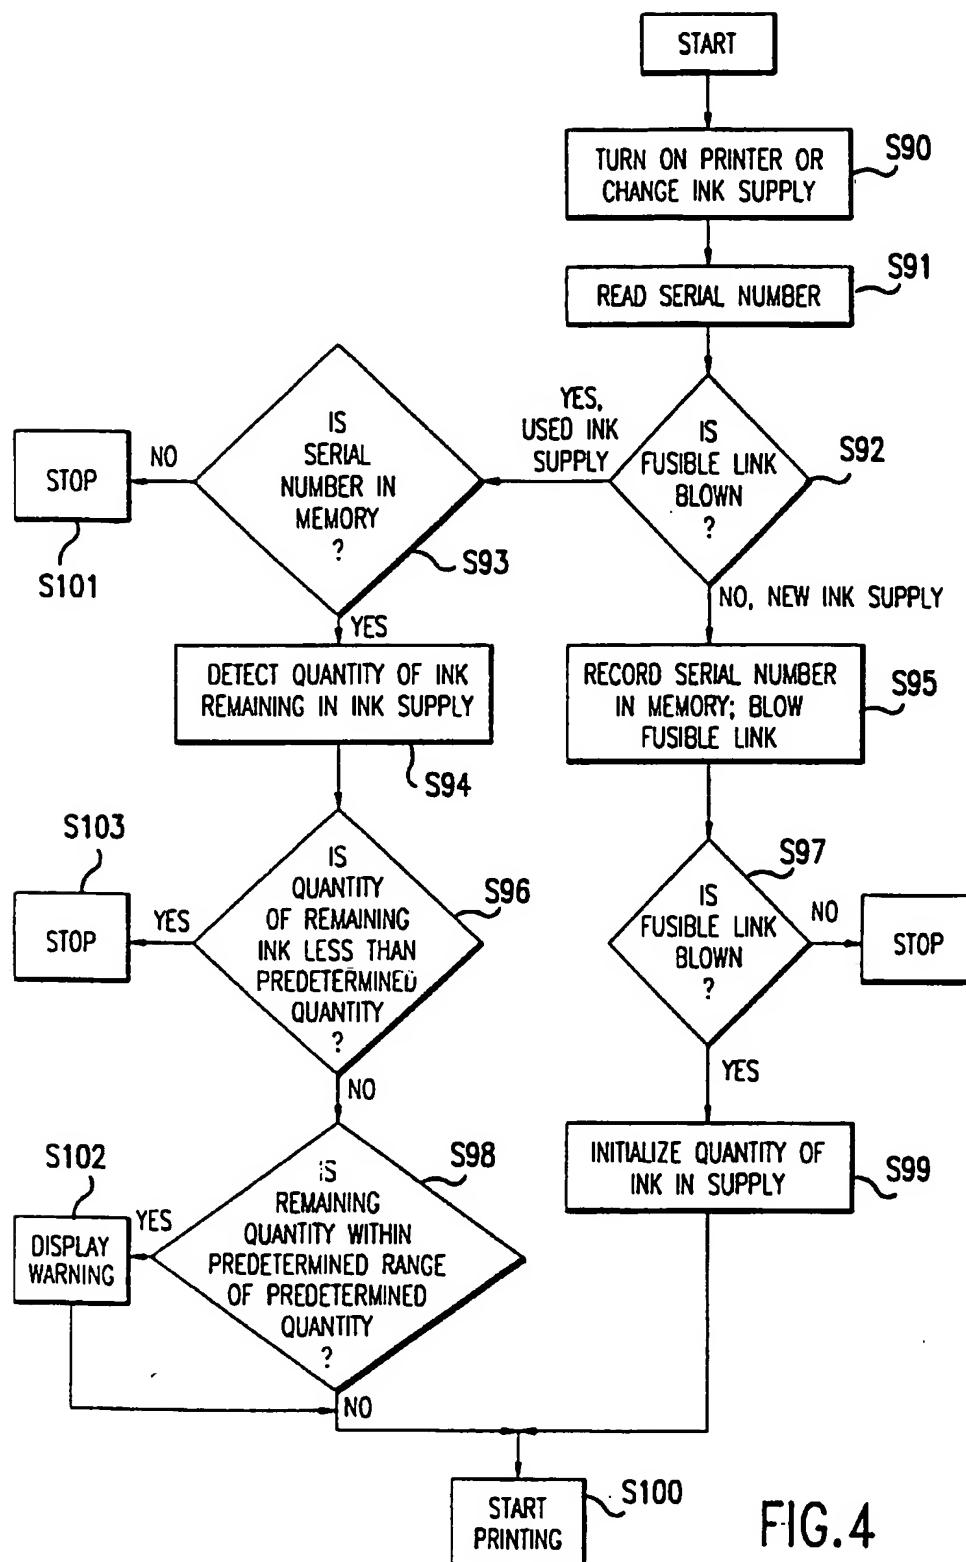 START
TURN ON PRINTER OR
CHANGE INK SUPPLY
S90
READ SERIAL NUMBER
S91
IS
FUSIBLE LINK
BLOWN
?
S92
YES,
USED INK
SUPPLY
NO, NEW INK SUPPLY
IS
SERIAL
NUMBER IN
MEMORY
?
S93
NO
STOP
S101
YES
DETECT QUANTITY OF INK
REMAINING IN INK SUPPLY
S94
RECORD SERIAL NUMBER
IN MEMORY; BLOW
FUSIBLE LINK
S95
IS
QUANTITY
OF REMAINING
INK LESS THAN
PREDETERMINED
QUANTITY
?
S96
YES
STOP
S103
NO
IS
FUSIBLE LINK
BLOWN
?
S97
NO
STOP
YES
IS
REMAINING
QUANTITY WITHIN
PREDETERMINED RANGE
OF PREDETERMINED
QUANTITY
?
S98
YES
DISPLAY
WARNING
S102
NO
INITIALIZE QUANTITY OF
INK IN SUPPLY
S99
START
PRINTING
S100
FIG.4